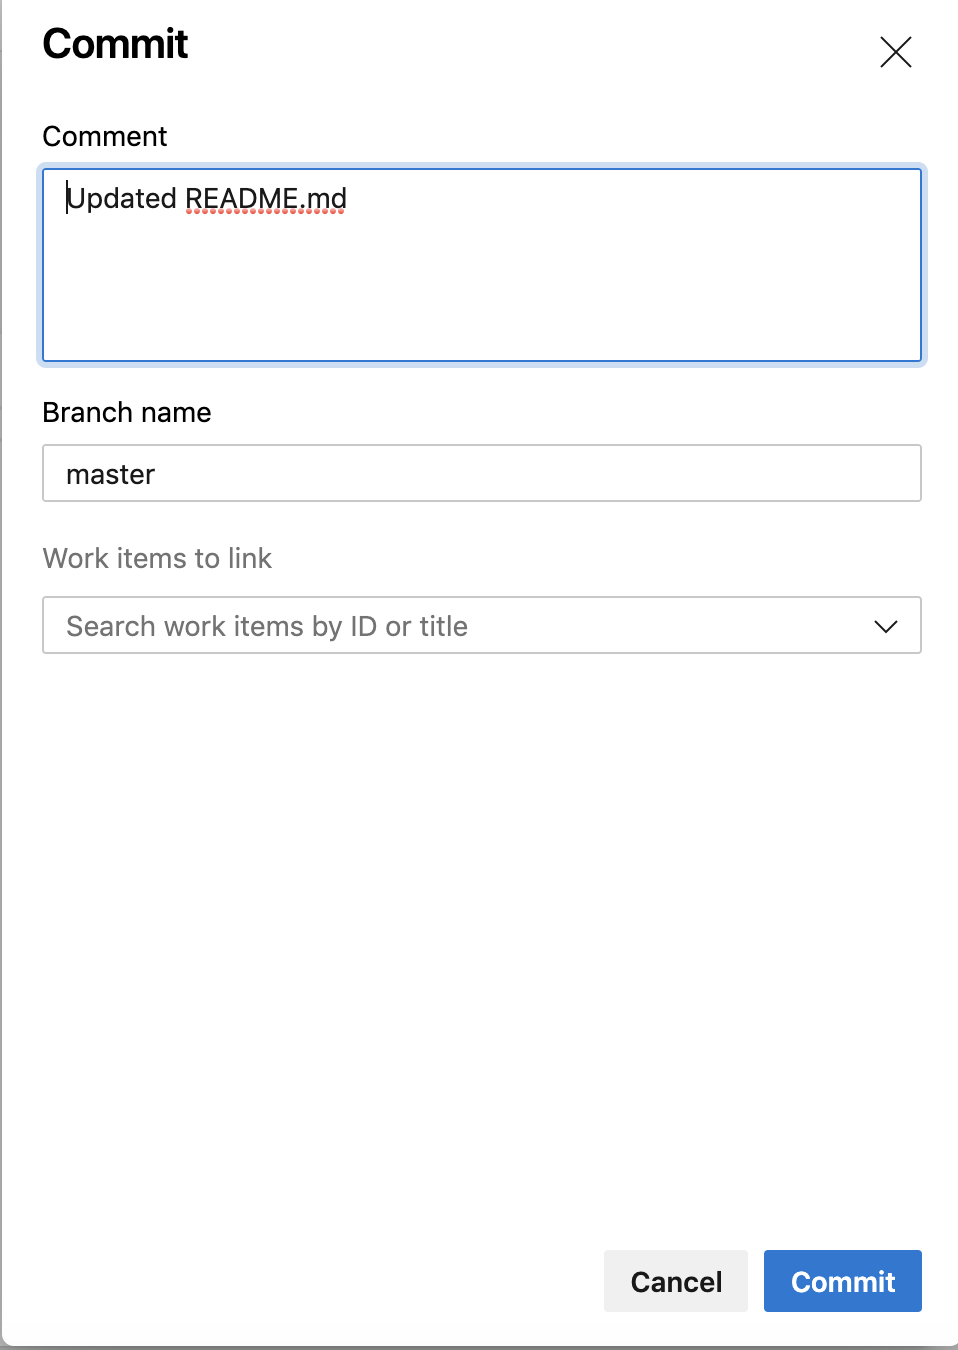 Commit
Comment
Updated README.md
Branch name
master
Work items to link
Search work items by ID or title
Cancel Commit